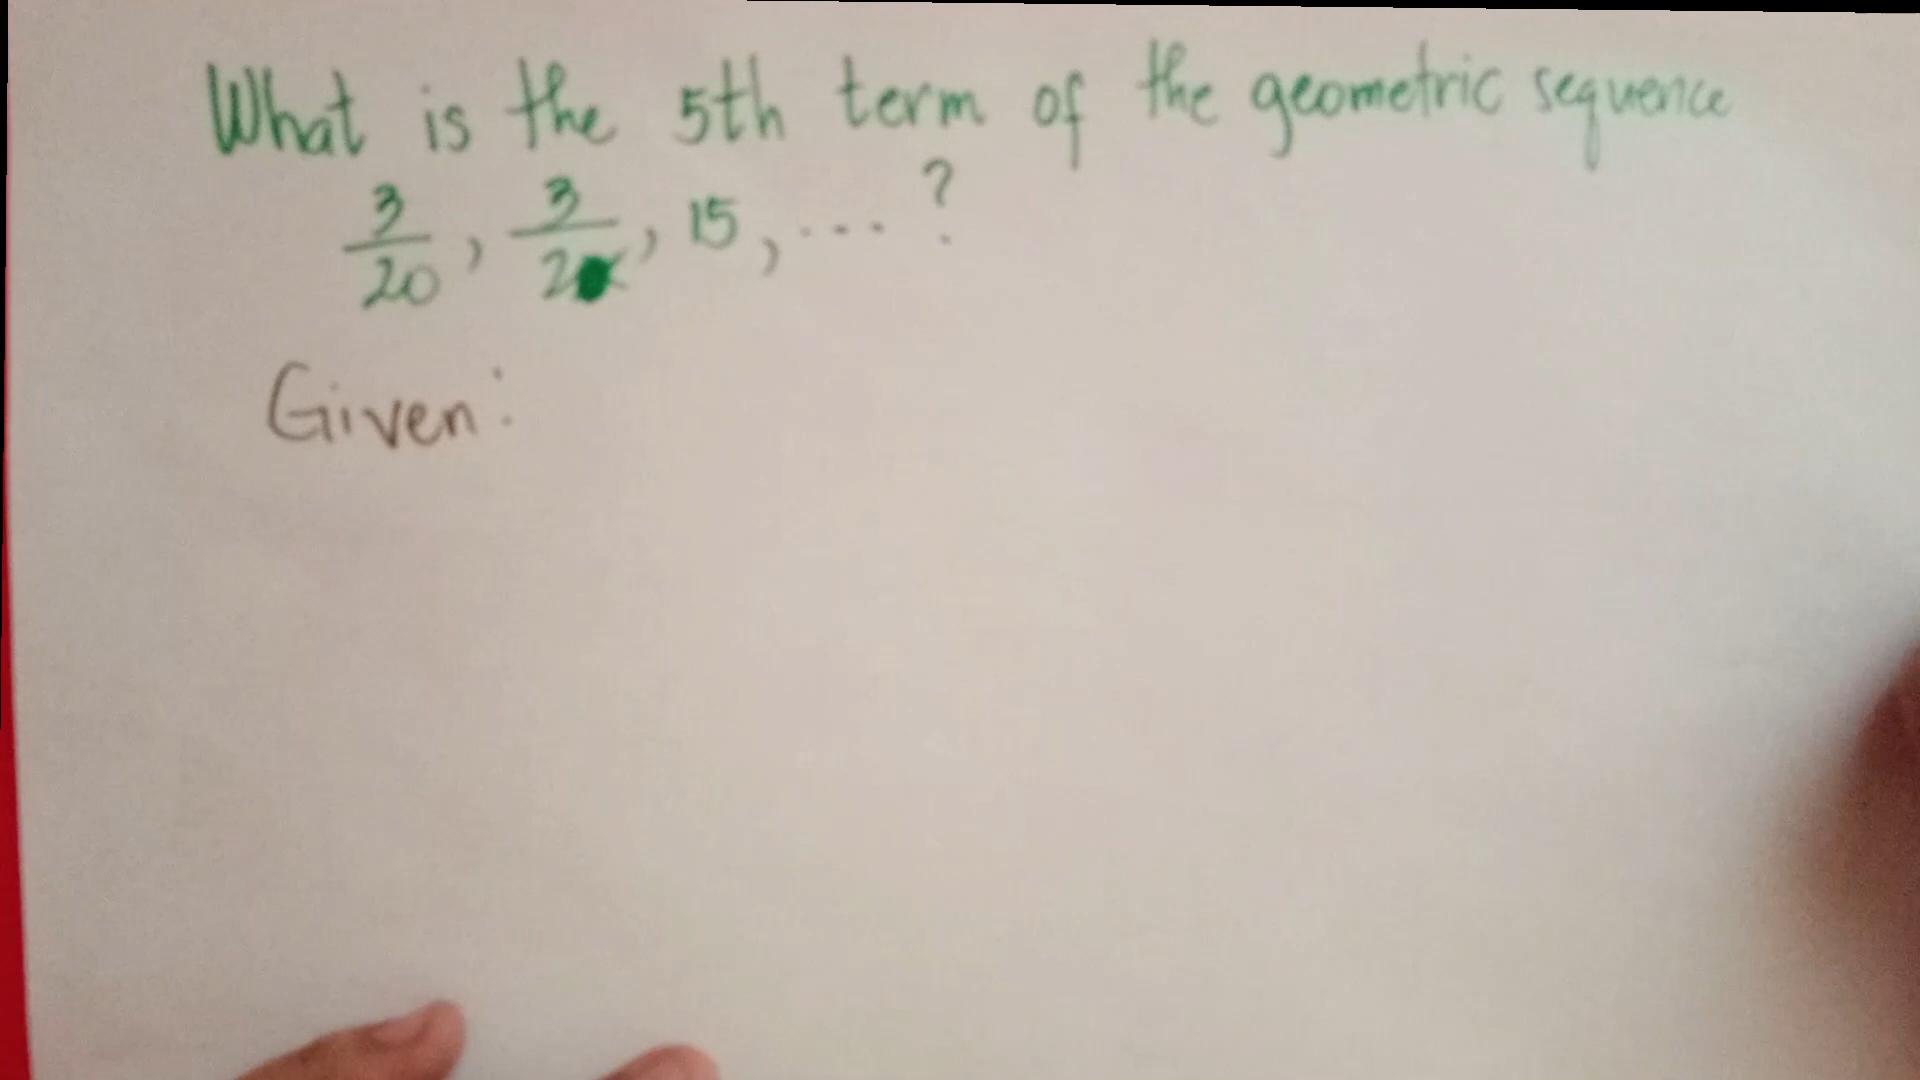 What is the 5th term of the geometric sequence
3/20, 3/2, 15, ... ?
Given: